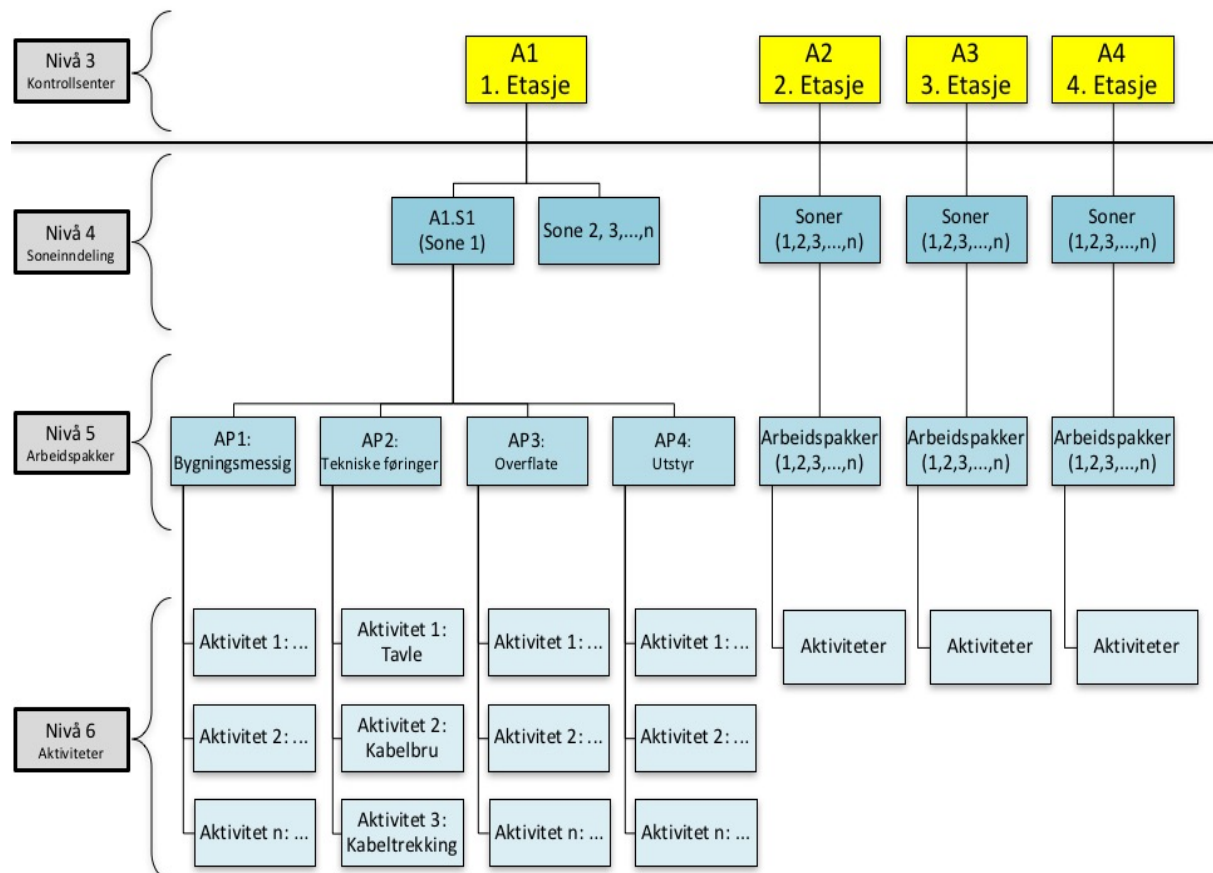 Nivå 3
Kontrollsenter
A1
1. Etasje
A2
2. Etasje
A3
3. Etasje
A4
4. Etasje
Nivå 4
Soneinndeling
A1.S1
(Sone 1)
Sone 2, 3,...,n
Soner
(1,2,3,...,n)
Soner
(1,2,3,...,n)
Soner
(1,2,3,...,n)
Nivå 5
Arbeidspakker
AP1:
Bygningsmessig
AP2:
Tekniske føringer
AP3:
Overflate
AP4:
Utstyr
Arbeidspakker
(1,2,3,...,n)
Arbeidspakker
(1,2,3,...,n)
Arbeidspakker
(1,2,3,...,n)
Nivå 6
Aktiviteter
Aktivitet 1: ...
Aktivitet 1:
Tavle
Aktivitet 1: ...
Aktivitet 1: ...
Aktiviteter
Aktiviteter
Aktiviteter
Aktivitet 2: ...
Aktivitet 2:
Kabelbru
Aktivitet 2: ...
Aktivitet 2: ...
Aktivitet n: ...
Aktivitet 3:
Kabeltrekking
Aktivitet n: ...
Aktivitet n: ...